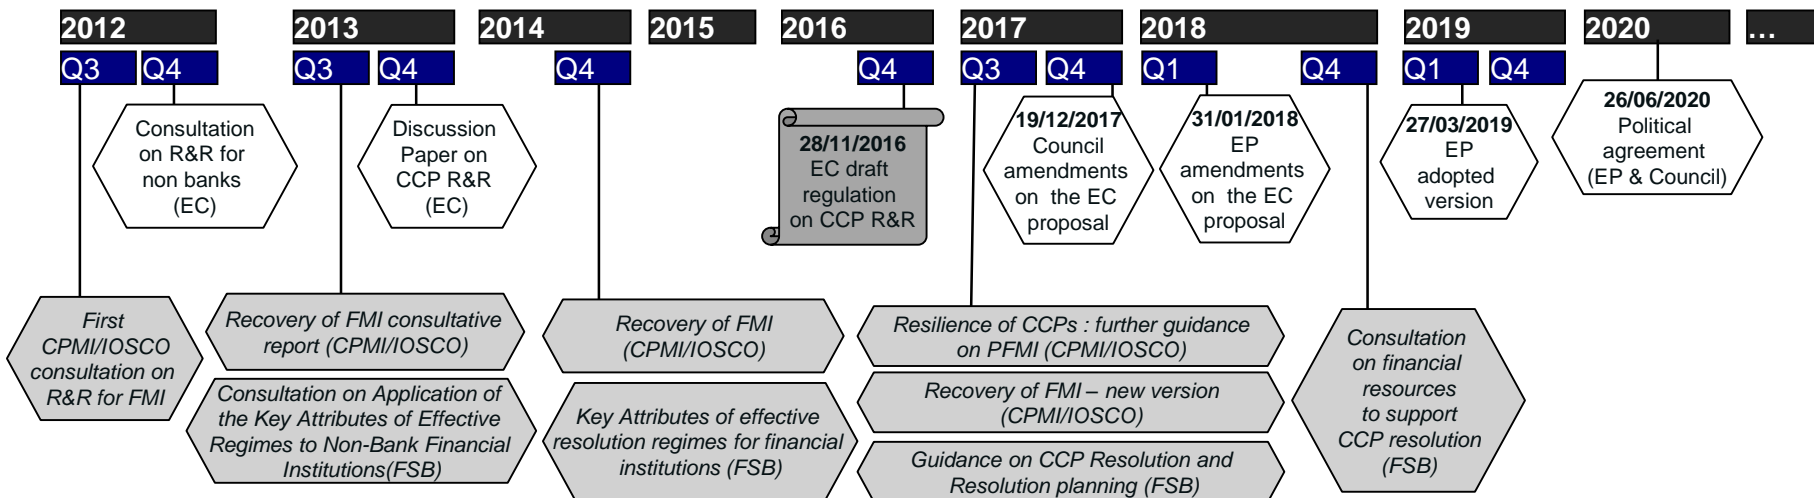 2012
2013
2014
2015
2016
2017
2018
2019
2020
...
Q3
Q4
Q3
Q4
Q4
Q4
Q3
Q4
Q1
Q4
Q1
Q4
Consultation
on R&R for
non banks
(EC)
Discussion
Paper on
CCP R&R
(EC)
28/11/2016
EC draft
regulation
on CCP R&R
19/12/2017
Council
amendments
on the EC
proposal
31/01/2018
EP
amendments
on the EC
proposal
27/03/2019
EP
adopted
version
26/06/2020
Political
agreement
(EP & Council)
First
CPMI/IOSCO
consultation on
R&R for FMI
Recovery of FMI consultative
report (CPMI/IOSCO)
Consultation on Application of
the Key Attributes of Effective
Regimes to Non-Bank Financial
Institutions(FSB)
Recovery of FMI
(CPMI/IOSCO)
Key Attributes of effective
resolution regimes for financial
institutions (FSB)
Resilience of CCPs : further guidance
on PFMI (CPMI/IOSCO)
Recovery of FMI – new version
(CPMI/IOSCO)
Guidance on CCP Resolution and
Resolution planning (FSB)
Consultation
on financial
resources
to support
CCP resolution
(FSB)